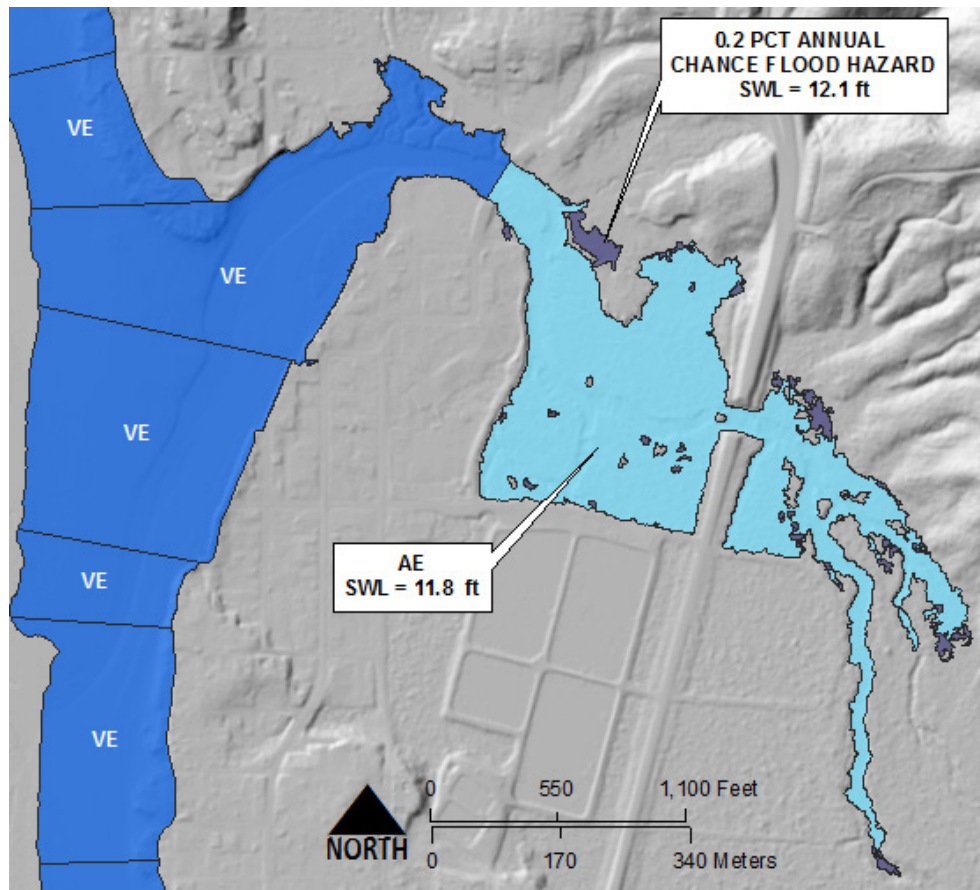 0.2 PCT ANNUAL
CHANCE FLOOD HAZARD
SWL = 12.1 ft
VE
VE
VE
AE
SWL = 11.8 ft
VE
VE
0 550 1,100 Feet
NORTH
0 170 340 Meters